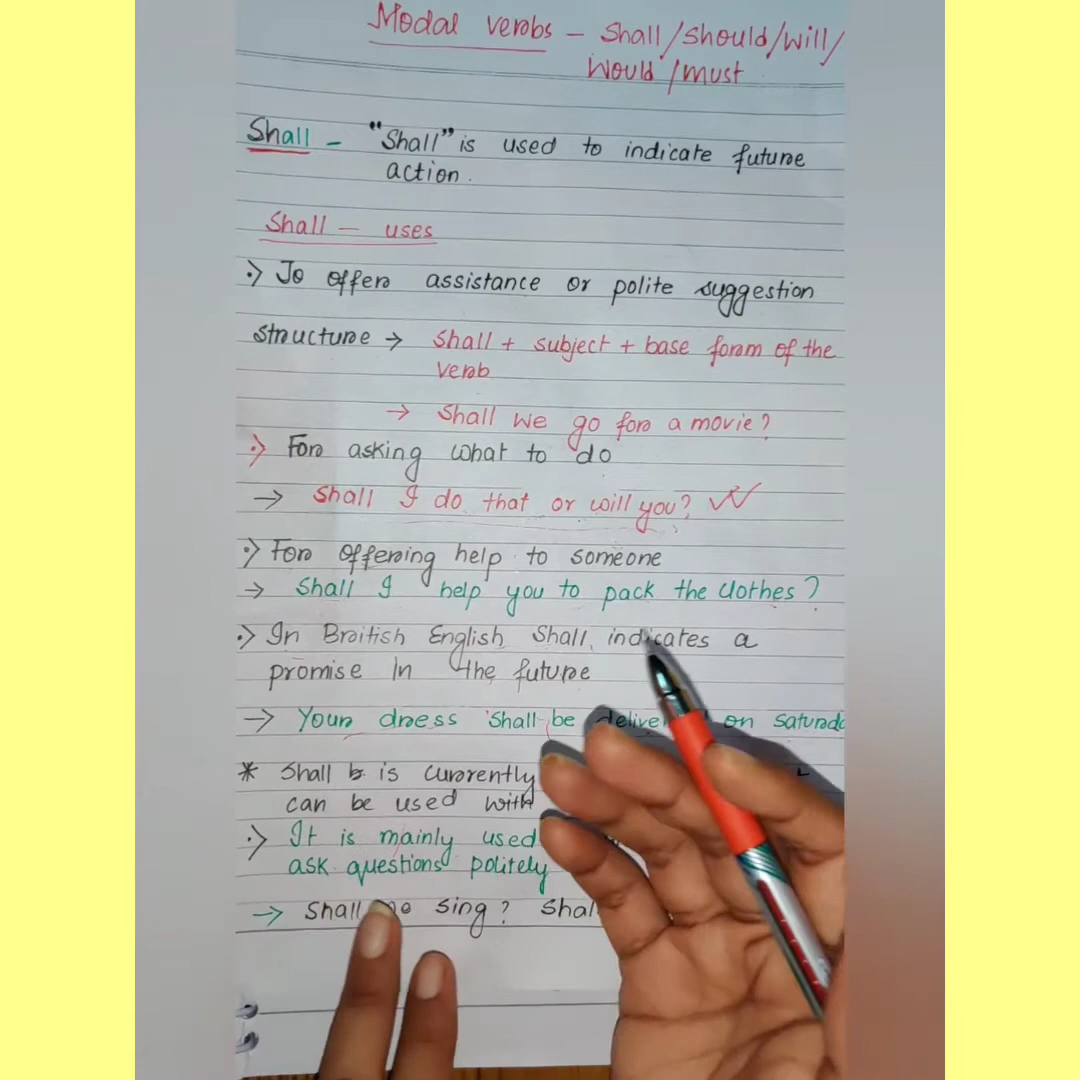 Modal verbs - Shall/Should/Will/
Would/Must
Shall - "Shall" is used to indicate future
action.
Shall - uses
To offer assistance or polite suggestion
Structure → Shall + subject + base form of the
verb
→ Shall we go for a movie?
For asking what to do
→ Shall I do that or will you?
For offering help to someone
→ Shall I help you to pack the clothes?
In British English Shall indicates a
promise in the future
→ Your dress Shall be on
* Shall is currently
can be used with
It is mainly used
ask questions politely
→ Shall Sing?